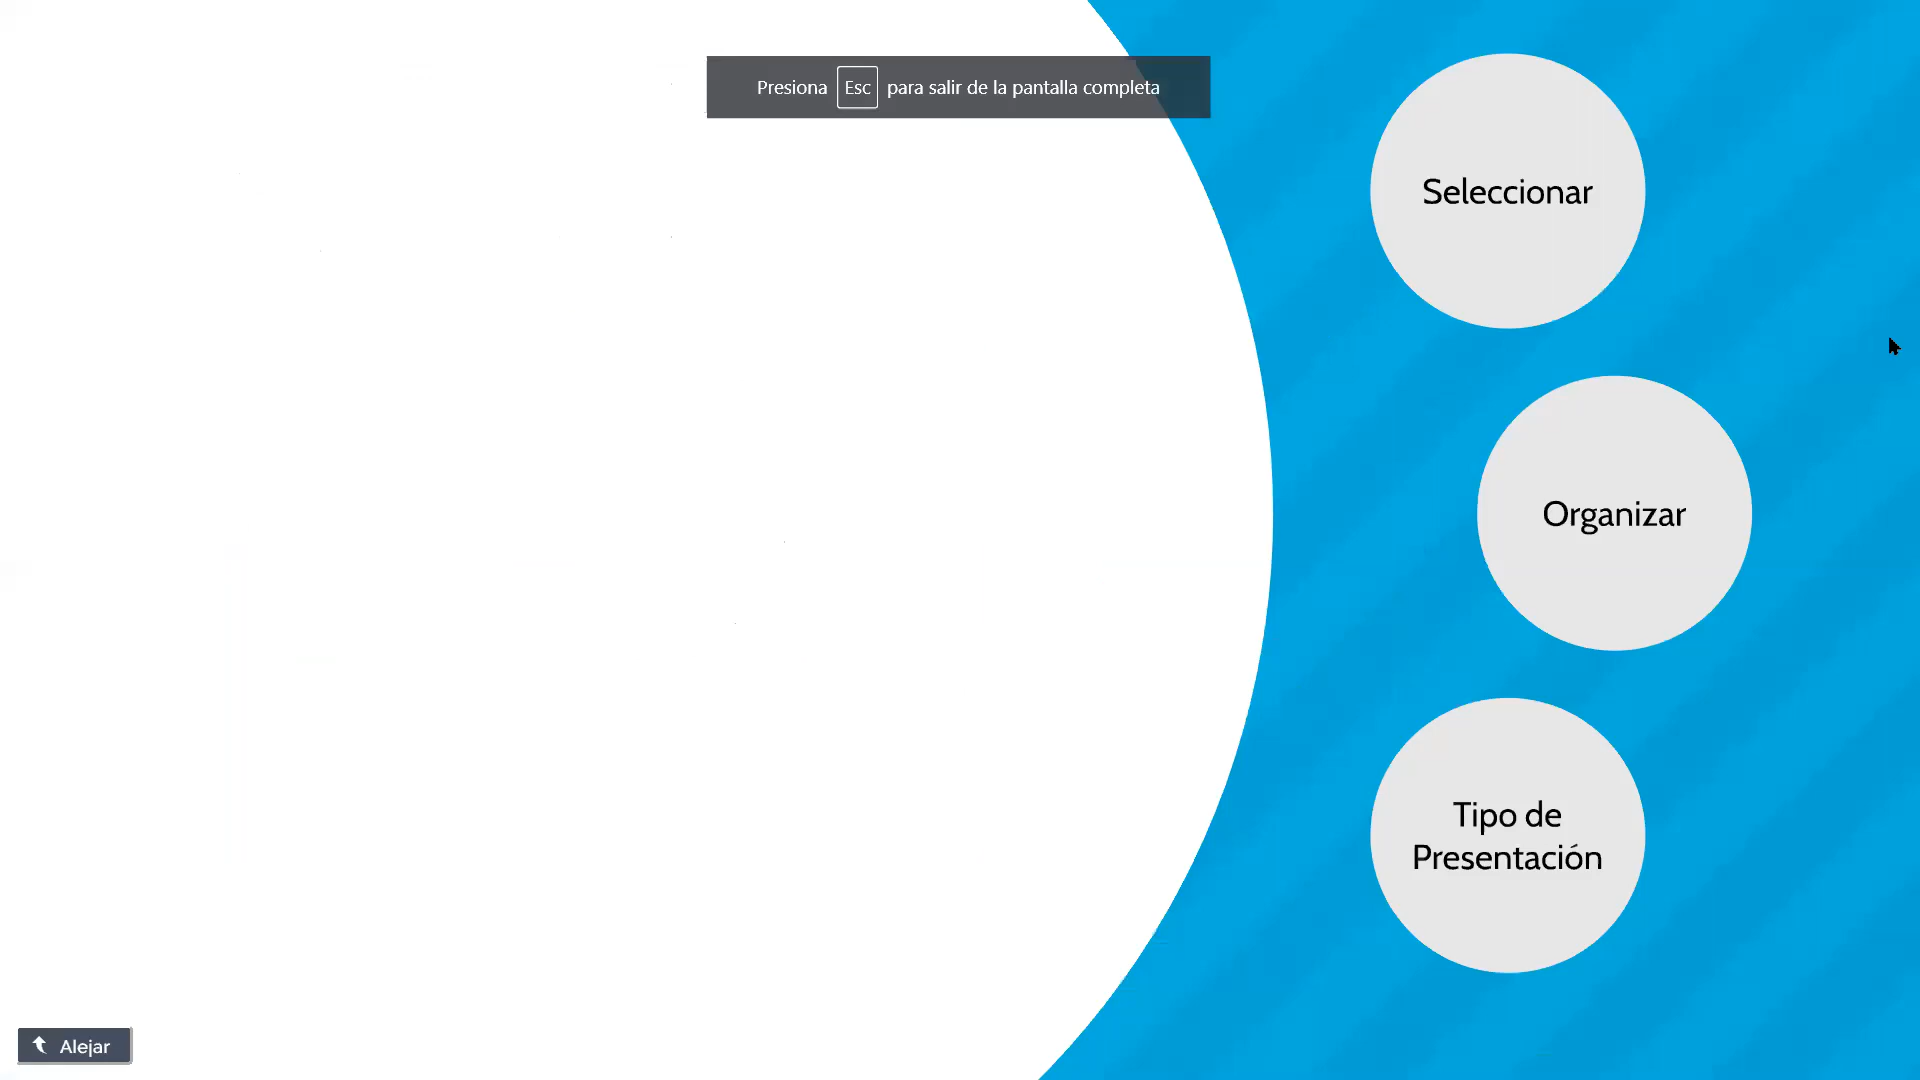 Presiona Esc para salir de la pantalla completa
Seleccionar
Organizar
Tipo de
Presentación
Alejar